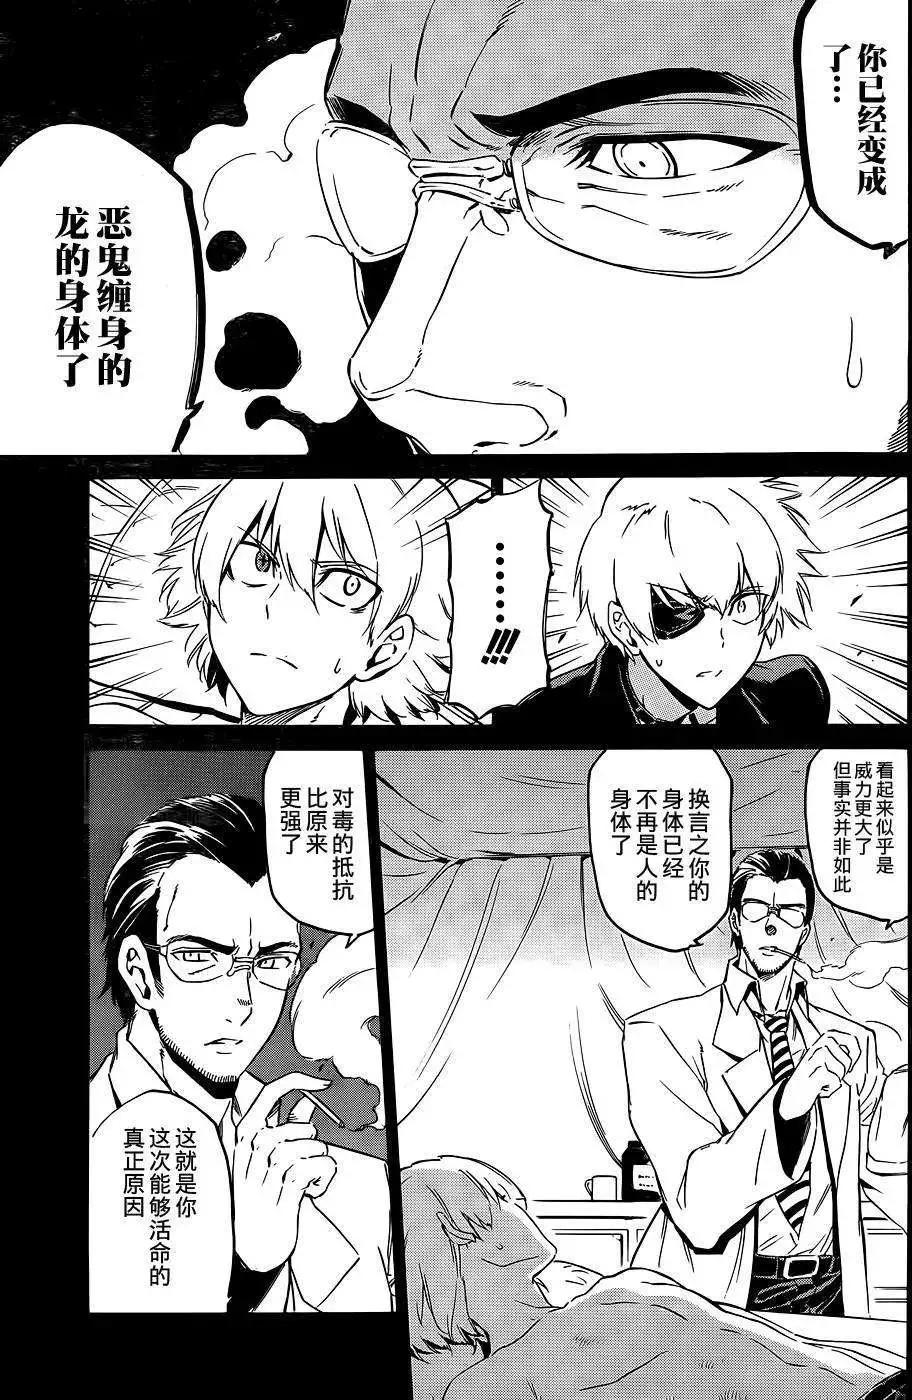 你已经变成
了…
恶鬼缠身的
龙的身体了
……!!!
看起来似乎是
威力更大了
但事实并非如此
换言之你的
身体已经
不再是人的
身体了
对毒的抵抗
比原来
更强了
这就是你
这次能够活命的
真正原因